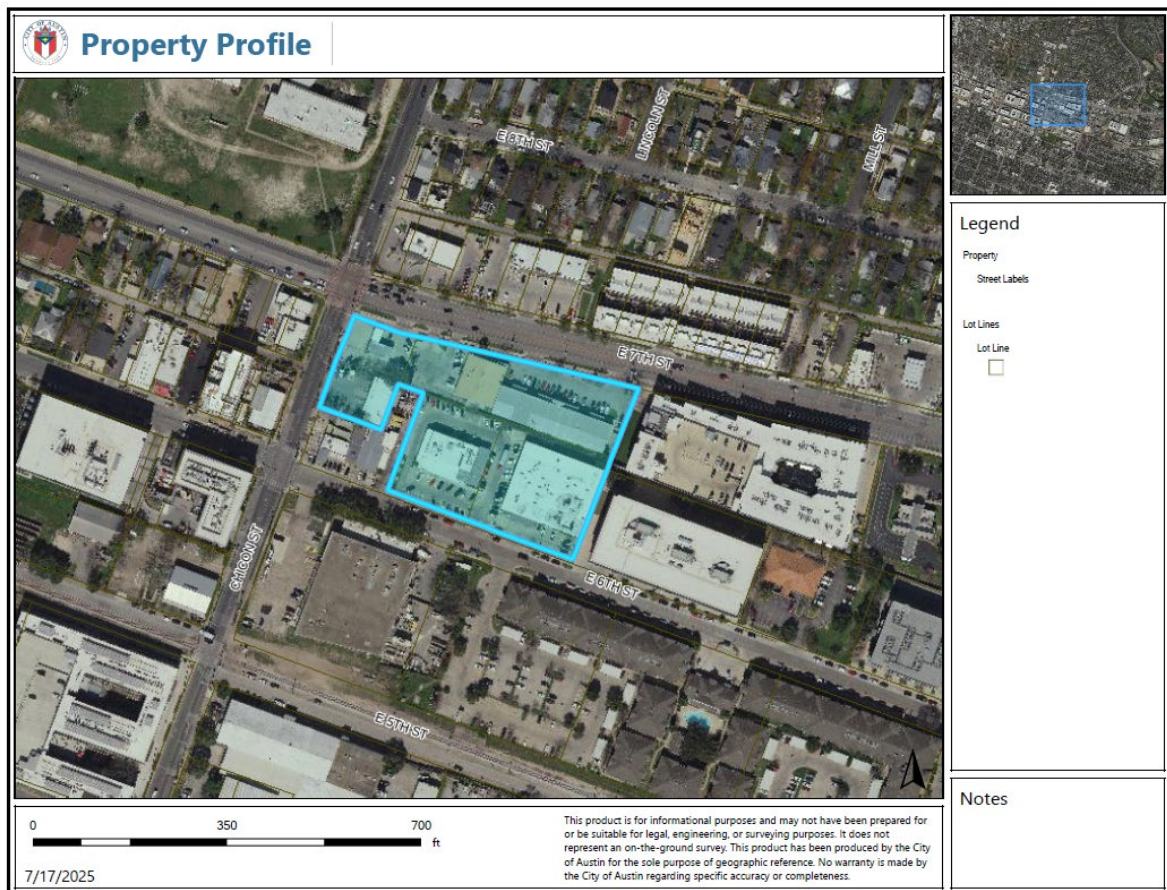 Property Profile
E 8TH ST
LINCOLN ST
MILL ST
E 7TH ST
CHICON ST
E 6TH ST
E 5TH ST
Legend
Property
Street Labels
Lot Lines
Lot Line
Notes
0 350 700
ft
7/17/2025
This product is for informational purposes and may not have been prepared for
or be suitable for legal, engineering, or surveying purposes. It does not
represent an on-the-ground survey. This product has been produced by the City
of Austin for the sole purpose of geographic reference. No warranty is made by
the City of Austin regarding specific accuracy or completeness.